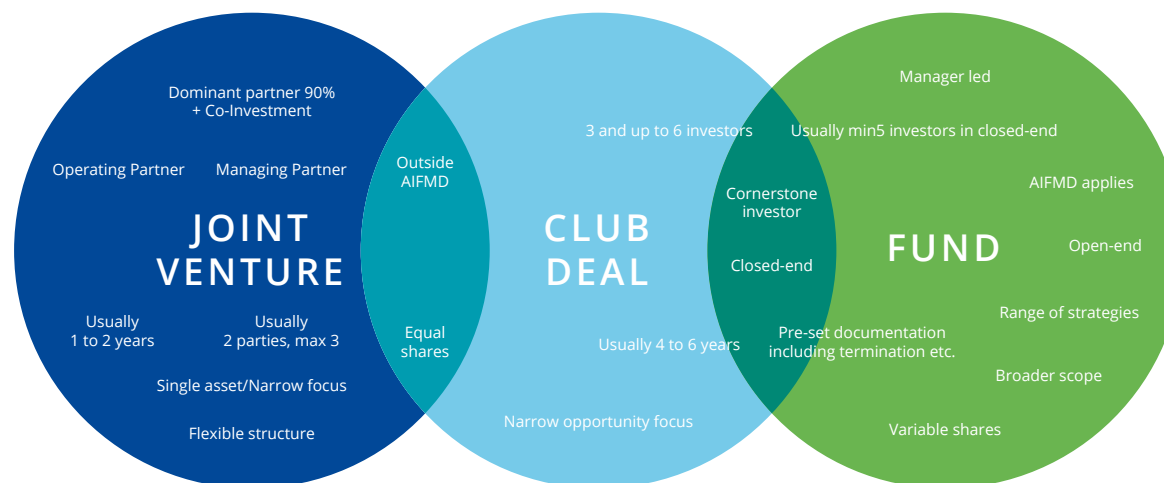 Dominant partner 90%
+ Co-Investment
Operating Partner
Managing Partner
JOINT
VENTURE
Usually
1 to 2 years
Usually
2 parties, max 3
Single asset/Narrow focus
Flexible structure
Outside
AIFMD
Equal
shares
3 and up to 6 investors
CLUB
DEAL
Usually 4 to 6 years
Narrow opportunity focus
Cornerstone
investor
Closed-end
Pre-set documentation
including termination etc.
Manager led
Usually min5 investors in closed-end
AIFMD applies
FUND
Open-end
Range of strategies
Broader scope
Variable shares